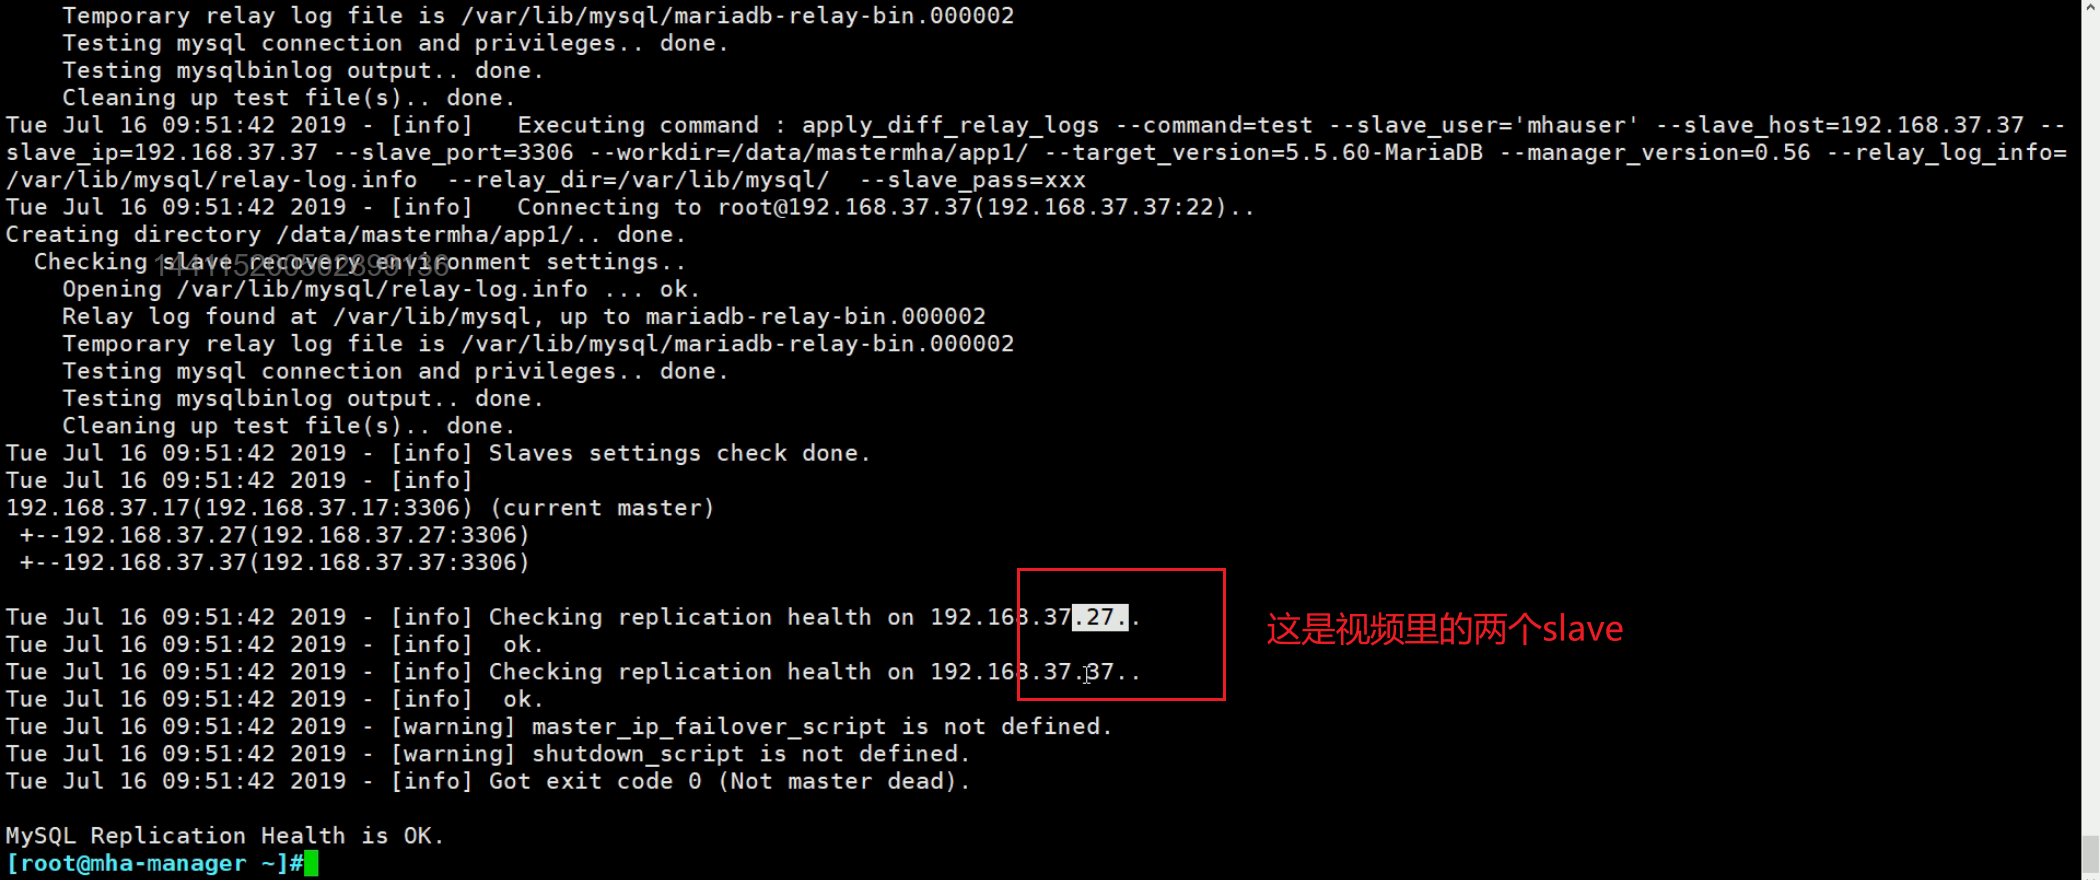 Temporary relay log file is /var/lib/mysql/mariadb-relay-bin.000002
Testing mysql connection and privileges.. done.
Testing mysqlbinlog output.. done.
Cleaning up test file(s).. done.
Tue Jul 16 09:51:42 2019 - [info]   Executing command : apply_diff_relay_logs --command=test --slave_user='mhauser' --slave_host=192.168.37.37 --
slave_ip=192.168.37.37 --slave_port=3306 --workdir=/data/mastermha/app1/ --target_version=5.5.60-MariaDB --manager_version=0.56 --relay_log_info=
/var/lib/mysql/relay-log.info  --relay_dir=/var/lib/mysql/  --slave_pass=xxx
Tue Jul 16 09:51:42 2019 - [info]   Connecting to root@192.168.37.37(192.168.37.37:22)..
Creating directory /data/mastermha/app1/.. done.
Checking slave recovery environment settings..
Opening /var/lib/mysql/relay-log.info ... ok.
Relay log found at /var/lib/mysql, up to mariadb-relay-bin.000002
Temporary relay log file is /var/lib/mysql/mariadb-relay-bin.000002
Testing mysql connection and privileges.. done.
Testing mysqlbinlog output.. done.
Cleaning up test file(s).. done.
Tue Jul 16 09:51:42 2019 - [info] Slaves settings check done.
Tue Jul 16 09:51:42 2019 - [info]
192.168.37.17(192.168.37.17:3306) (current master)
+--192.168.37.27(192.168.37.27:3306)
+--192.168.37.37(192.168.37.37:3306)
Tue Jul 16 09:51:42 2019 - [info] Checking replication health on 192.168.37.27..
这是视频里的两个slave
Tue Jul 16 09:51:42 2019 - [info]  ok.
Tue Jul 16 09:51:42 2019 - [info] Checking replication health on 192.168.37.37..
Tue Jul 16 09:51:42 2019 - [info]  ok.
Tue Jul 16 09:51:42 2019 - [warning] master_ip_failover_script is not defined.
Tue Jul 16 09:51:42 2019 - [warning] shutdown_script is not defined.
Tue Jul 16 09:51:42 2019 - [info] Got exit code 0 (Not master dead).
MySQL Replication Health is OK.
[root@mha-manager ~]#